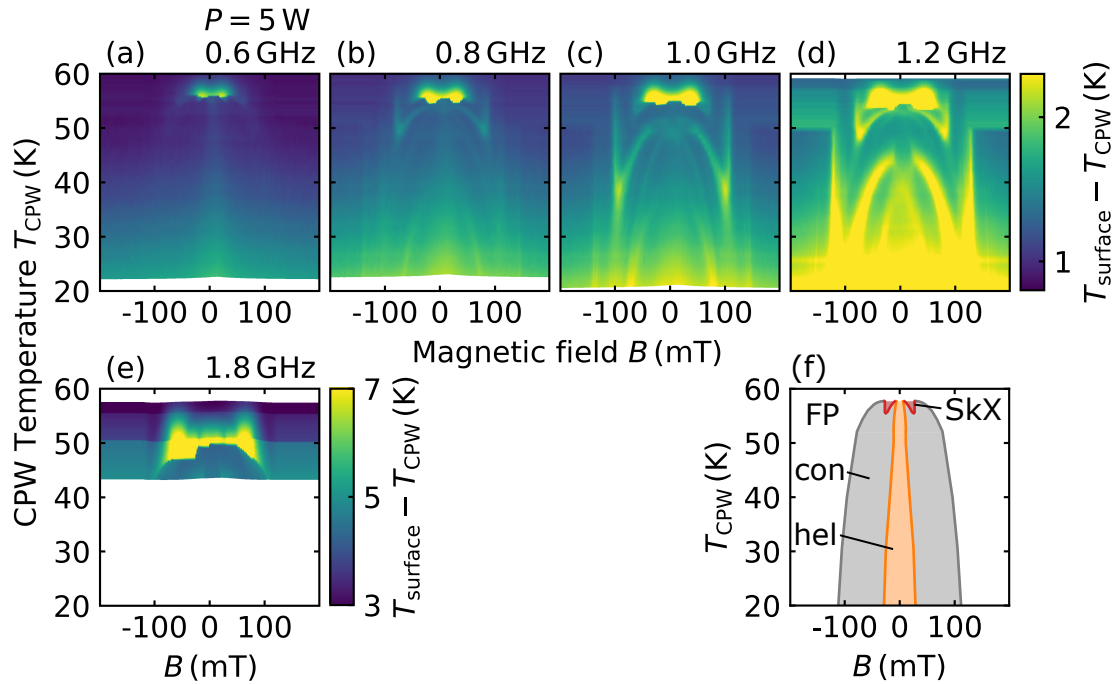 P = 5 W
(a) 0.6 GHz
(b) 0.8 GHz
(c) 1.0 GHz
(d) 1.2 GHz
60
50
40
30
20
-100 0 100
-100 0 100
-100 0 100
-100 0 100
Magnetic field B (mT)
CPW Temperature T_CPW (K)
2
1
T_surface − T_CPW (K)
(e) 1.8 GHz
60
50
40
30
20
-100 0 100
B (mT)
7
5
3
T_surface − T_CPW (K)
(f)
FP
SkX
con
hel
60
50
40
30
20
T_CPW (K)
-100 0 100
B (mT)